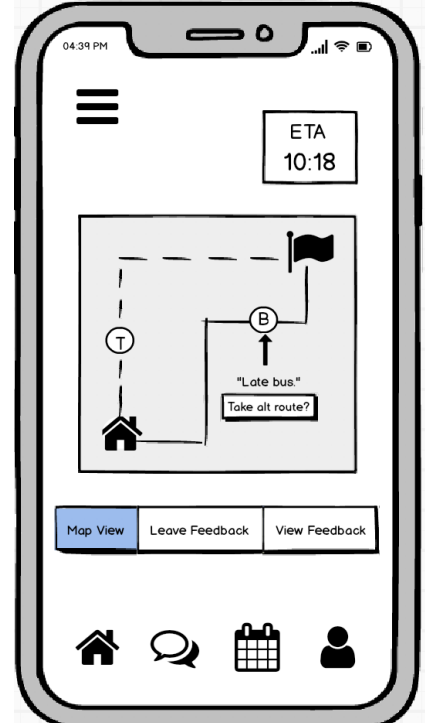 04:39 PM
ETA
10:18
T
B
"Late bus."
Take alt route?
Map View
Leave Feedback
View Feedback